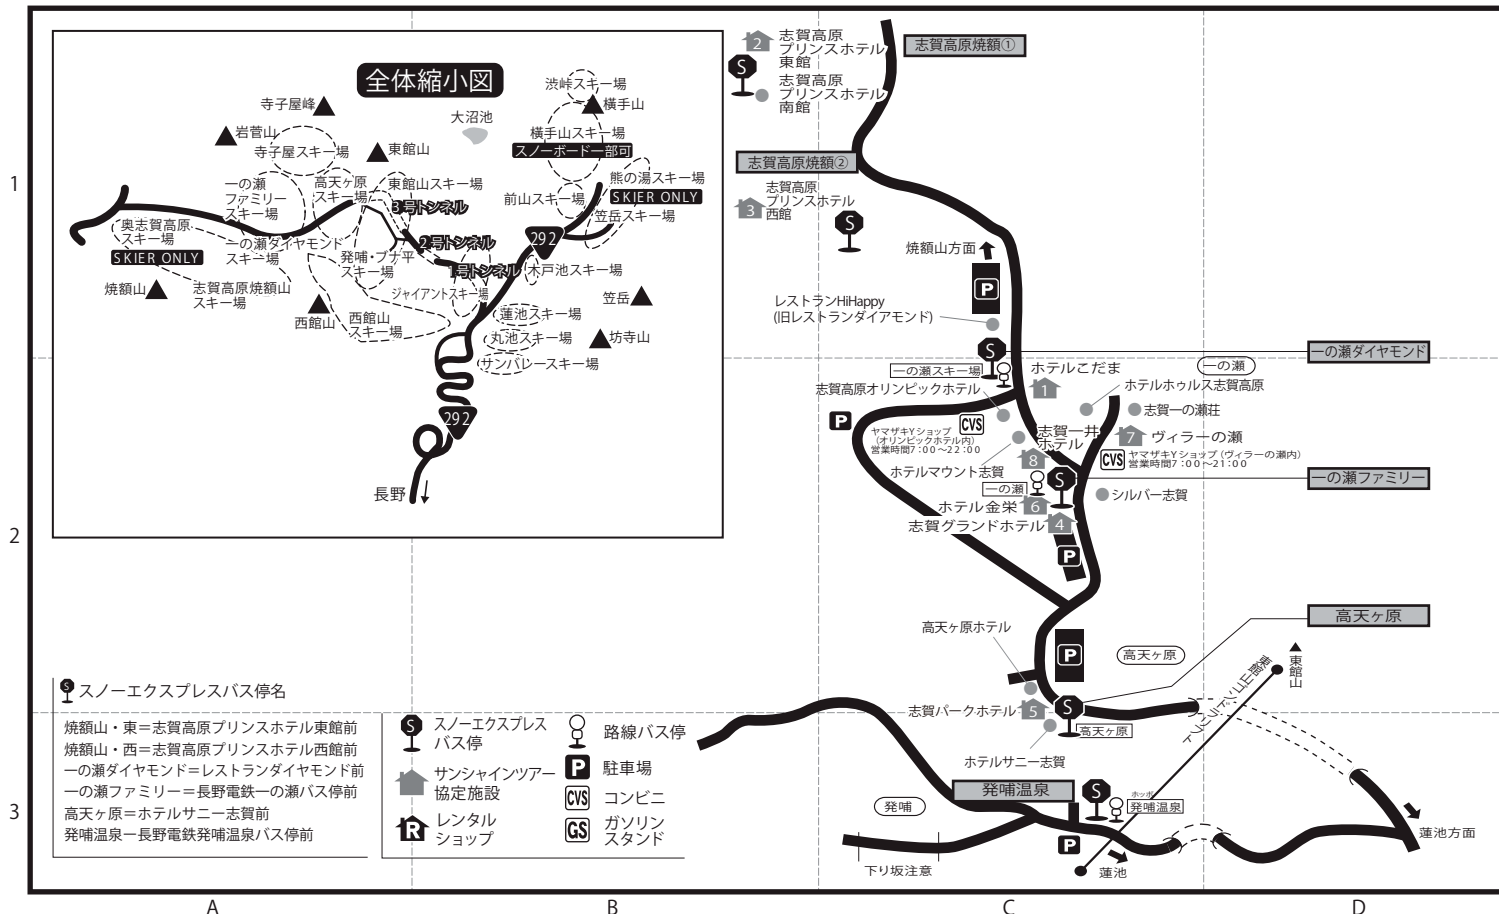 全体縮小図
渋峠スキー場
横手山
寺子屋峰
大沼池
岩菅山
寺子屋スキー場
東館山
横手山スキー場
スノーボード一部可
一の瀬
ファミリー
スキー場
高天ヶ原
スキー場
東館山スキー場
熊の湯スキー場
SKIER ONLY
前山スキー場
笠岳スキー場
3号トンネル
奥志賀高原
スキー場
SKIER ONLY
一の瀬ダイヤモンド
スキー場
発哺・ブナ平
スキー場
2号トンネル
292
1号トンネル
木戸池スキー場
焼額山
志賀高原焼額山
スキー場
ジャイアントスキー場
笠岳
西館山
西館山
スキー場
蓮池スキー場
丸池スキー場
坊寺山
サンバレースキー場
292
長野
1
2
3
A
B
C
D
2
志賀高原
プリンスホテル
東館
S
志賀高原
プリンスホテル
南館
志賀高原焼額①
志賀高原焼額②
3
志賀高原
プリンスホテル
西館
S
焼額山方面
P
レストランHiHappy
(旧レストランダイアモンド)
S
一の瀬ダイヤモンド
一の瀬スキー場
ホテルこだま
1
一の瀬
志賀高原オリンピックホテル
ホテルホゥルス志賀高原
志賀一の瀬荘
P
ヤマザキYショップ
(オリンピックホテル内)
営業時間7:00〜22:00
CVS
志賀一井
ホテル
8
7
ヴィラ一の瀬
CVS
ヤマザキYショップ(ヴィラ一の瀬内)
営業時間7:00〜21:00
ホテルマウント志賀
一の瀬
S
一の瀬ファミリー
シルバー志賀
ホテル金栄
6
志賀グランドホテル
4
P
高天ヶ原
高天ヶ原ホテル
P
高天ヶ原
東館山
東館山ゴンドラリフト
志賀パークホテル
5
S
高天ヶ原
ホテルサニー志賀
発哺温泉
S
ホッポ
発哺温泉
発哺
P
下り坂注意
蓮池
蓮池方面
S
スノーエクスプレスバス停名
焼額山・東=志賀高原プリンスホテル東館前
焼額山・西=志賀高原プリンスホテル西館前
一の瀬ダイヤモンド=レストランダイヤモンド前
一の瀬ファミリー=長野電鉄一の瀬バス停前
高天ヶ原=ホテルサニー志賀前
発哺温泉ー長野電鉄発哺温泉バス停前
S
スノーエクスプレス
バス停
サンシャインツアー
協定施設
R
レンタル
ショップ
路線バス停
P
駐車場
CVS
コンビニ
GS
ガソリン
スタンド